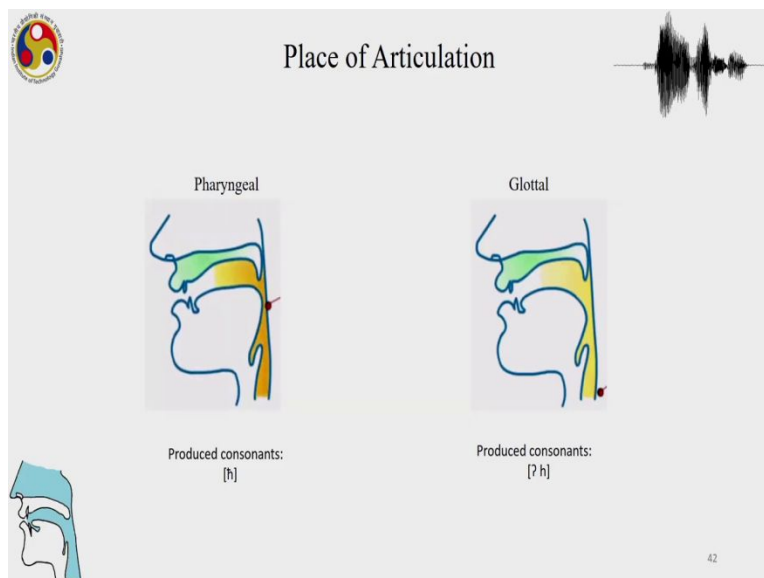 Place of Articulation
Pharyngeal
Glottal
Produced consonants:
[ħ]
Produced consonants:
[ʔ h]
42